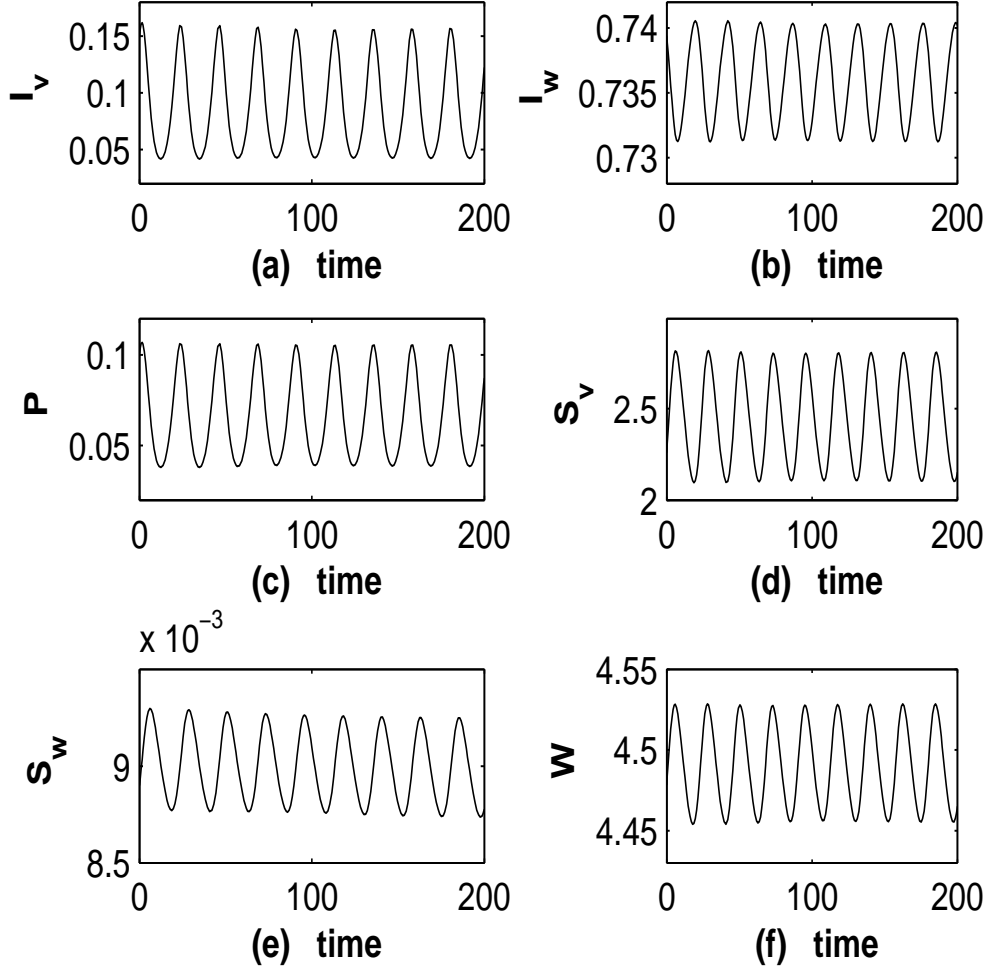 0.15
0.1
0.05
I_v
0 100 200
(a) time
0.74
0.735
0.73
I_w
0 100 200
(b) time
0.1
0.05
P
0 100 200
(c) time
2.5
2
S_v
0 100 200
(d) time
x 10^−3
9
8.5
S_w
0 100 200
(e) time
4.55
4.5
4.45
W
0 100 200
(f) time